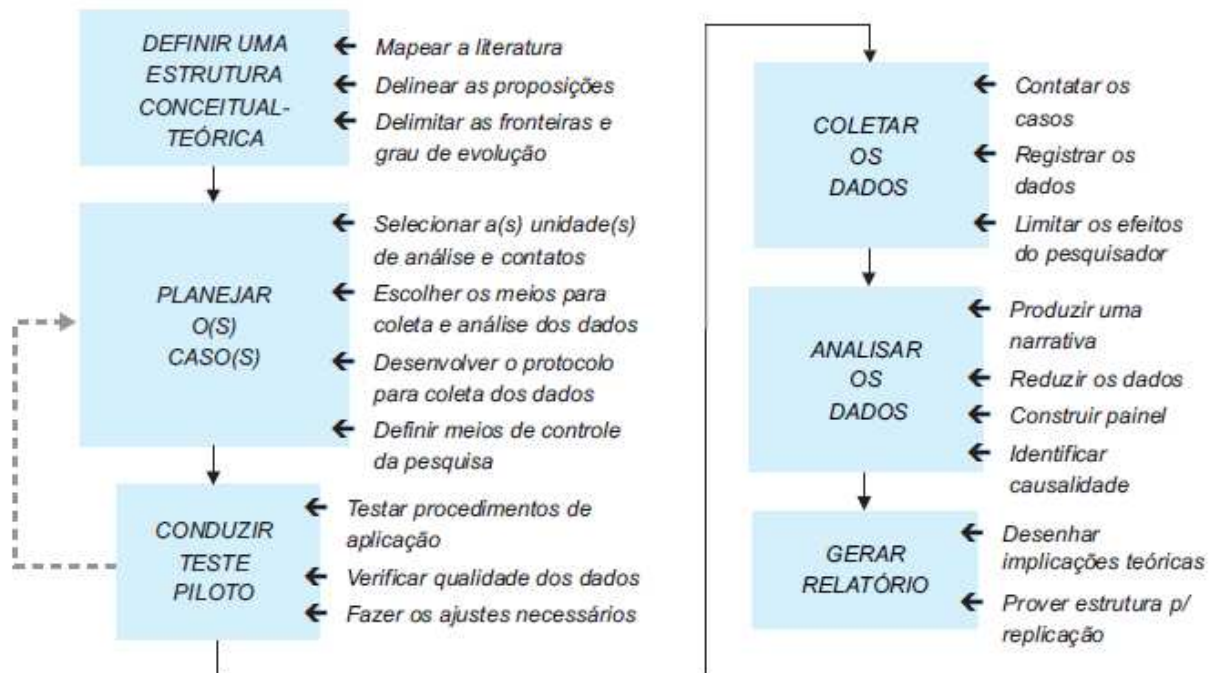 DEFINIR UMA
ESTRUTURA
CONCEITUAL-
TEÓRICA
Mapear a literatura
Delinear as proposições
Delimitar as fronteiras e
grau de evolução
PLANEJAR
O(S)
CASO(S)
Selecionar a(s) unidade(s)
de análise e contatos
Escolher os meios para
coleta e análise dos dados
Desenvolver o protocolo
para coleta dos dados
Definir meios de controle
da pesquisa
CONDUZIR
TESTE
PILOTO
Testar procedimentos de
aplicação
Verificar qualidade dos dados
Fazer os ajustes necessários
COLETAR
OS
DADOS
Contatar os
casos
Registrar os
dados
Limitar os efeitos
do pesquisador
ANALISAR
OS
DADOS
Produzir uma
narrativa
Reduzir os dados
Construir painel
Identificar
causalidade
GERAR
RELATÓRIO
Desenhar
implicações teóricas
Prover estrutura p/
replicação